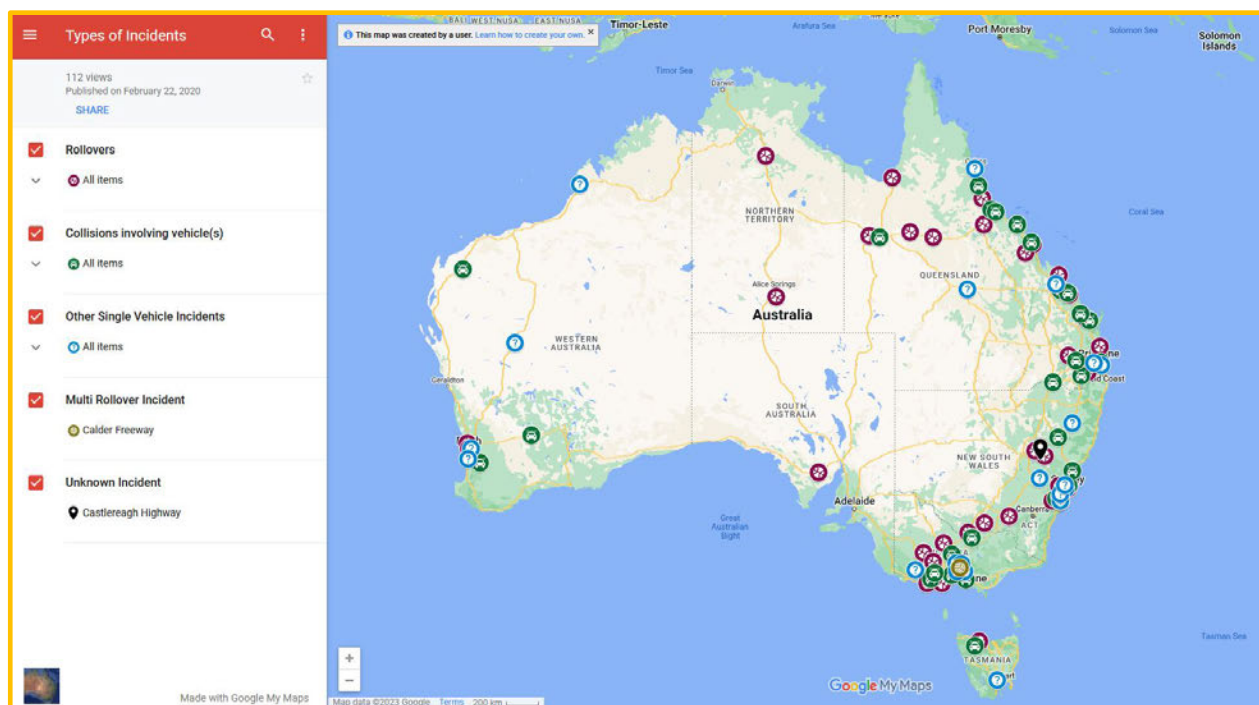 Types of Incidents
112 views
Published on February 22, 2020
SHARE
Rollovers
All items
Collisions involving vehicle(s)
All items
Other Single Vehicle Incidents
All items
Multi Rollover Incident
Calder Freeway
Unknown Incident
Castlereagh Highway
Made with Google My Maps
This map was created by a user. Learn how to create your own.
BALI WEST NUSA EAST NUSA
Timor-Leste
Arafura Sea
Port Moresby
Solomon Sea
Solomon
Islands
Timor Sea
Darwin
Coral Sea
NORTHERN
TERRITORY
QUEENSLAND
Alice Springs
Australia
WESTERN
AUSTRALIA
Geraldton
SOUTH
AUSTRALIA
NEW SOUTH
WALES
Adelaide
Canberra
ACT
Great
Australian
Bight
TASMANIA
Tasman Sea
Google My Maps
Map data ©2023 Google Terms 200 km